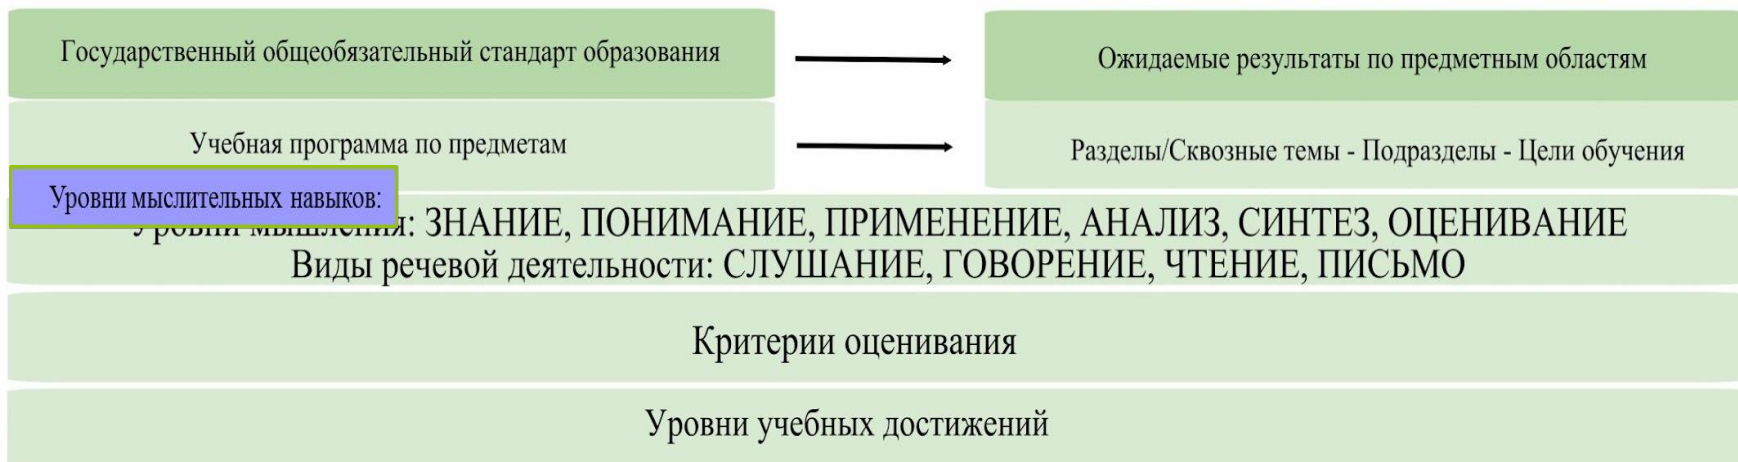 Государственный общеобязательный стандарт образования
Ожидаемые результаты по предметным областям
Учебная программа по предметам
Разделы/Сквозные темы - Подразделы - Цели обучения
Уровни мыслительных навыков:
Уровни мышления: ЗНАНИЕ, ПОНИМАНИЕ, ПРИМЕНЕНИЕ, АНАЛИЗ, СИНТЕЗ, ОЦЕНИВАНИЕ
Виды речевой деятельности: СЛУШАНИЕ, ГОВОРЕНИЕ, ЧТЕНИЕ, ПИСЬМО
Критерии оценивания
Уровни учебных достижений